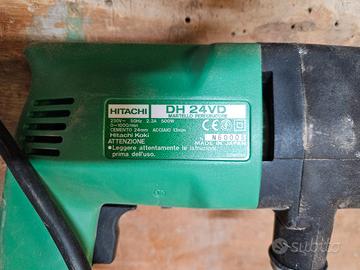 HITACHI
DH 24VD
MARTELLO PERFORATORE
230V~ 50Hz 2.3A 500W
0-1000/min
CEMENTO 24mm ACCIAIO 13mm
Hitachi Koki
N60005
MADE IN JAPAN
ATTENZIONE
●Leggere attentamente le istruzioni
prima dell'uso.
subito